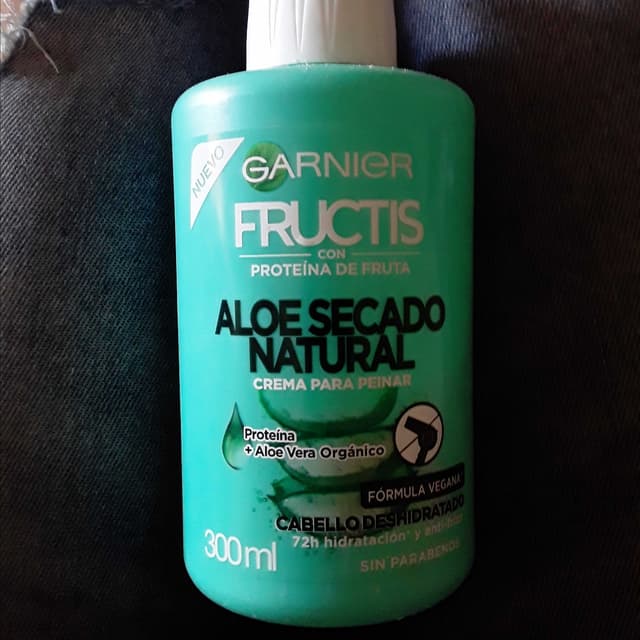 NUEVO
GARNIER
FRUCTIS
CON
PROTEÍNA DE FRUTA
ALOE SECADO
NATURAL
CREMA PARA PEINAR
Proteína
+ Aloe Vera Orgánico
FÓRMULA VEGANA
CABELLO DESHIDRATADO
72h hidratación* y
SIN PARABENOS
300ml